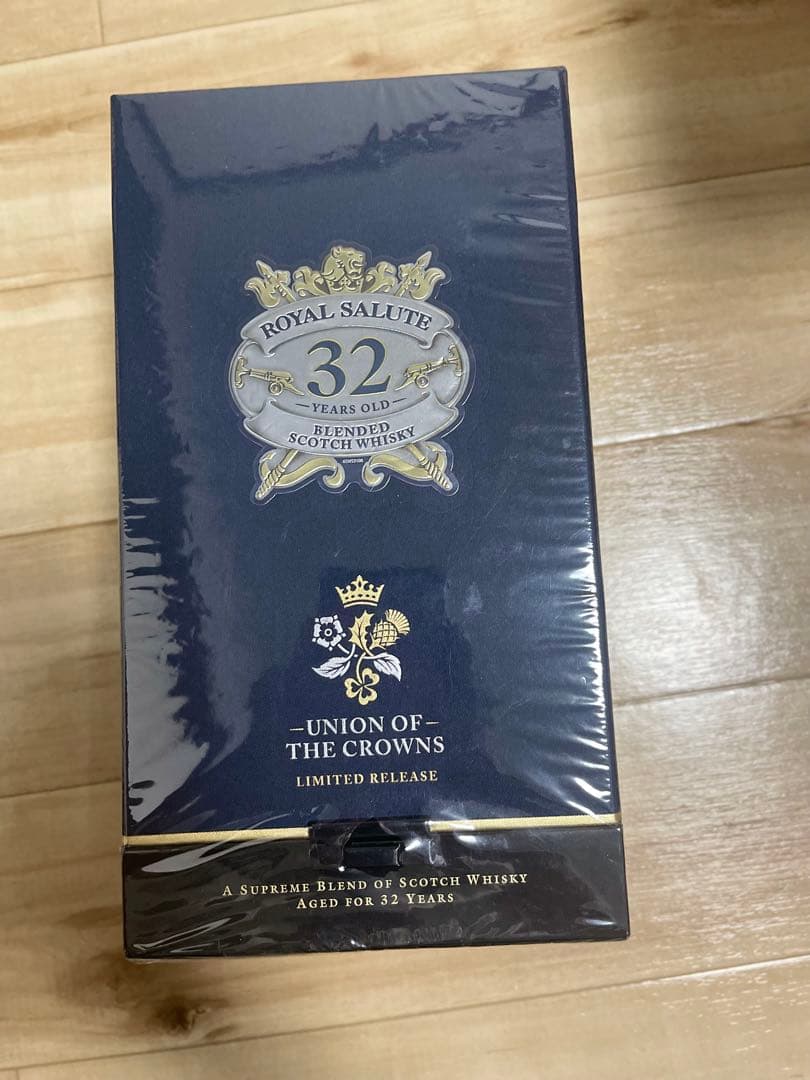 ROYAL SALUTE
32
—YEARS OLD—
BLENDED
SCOTCH WHISKY
—UNION OF—
THE CROWNS
LIMITED RELEASE
A SUPREME BLEND OF SCOTCH WHISKY
AGED FOR 32 YEARS